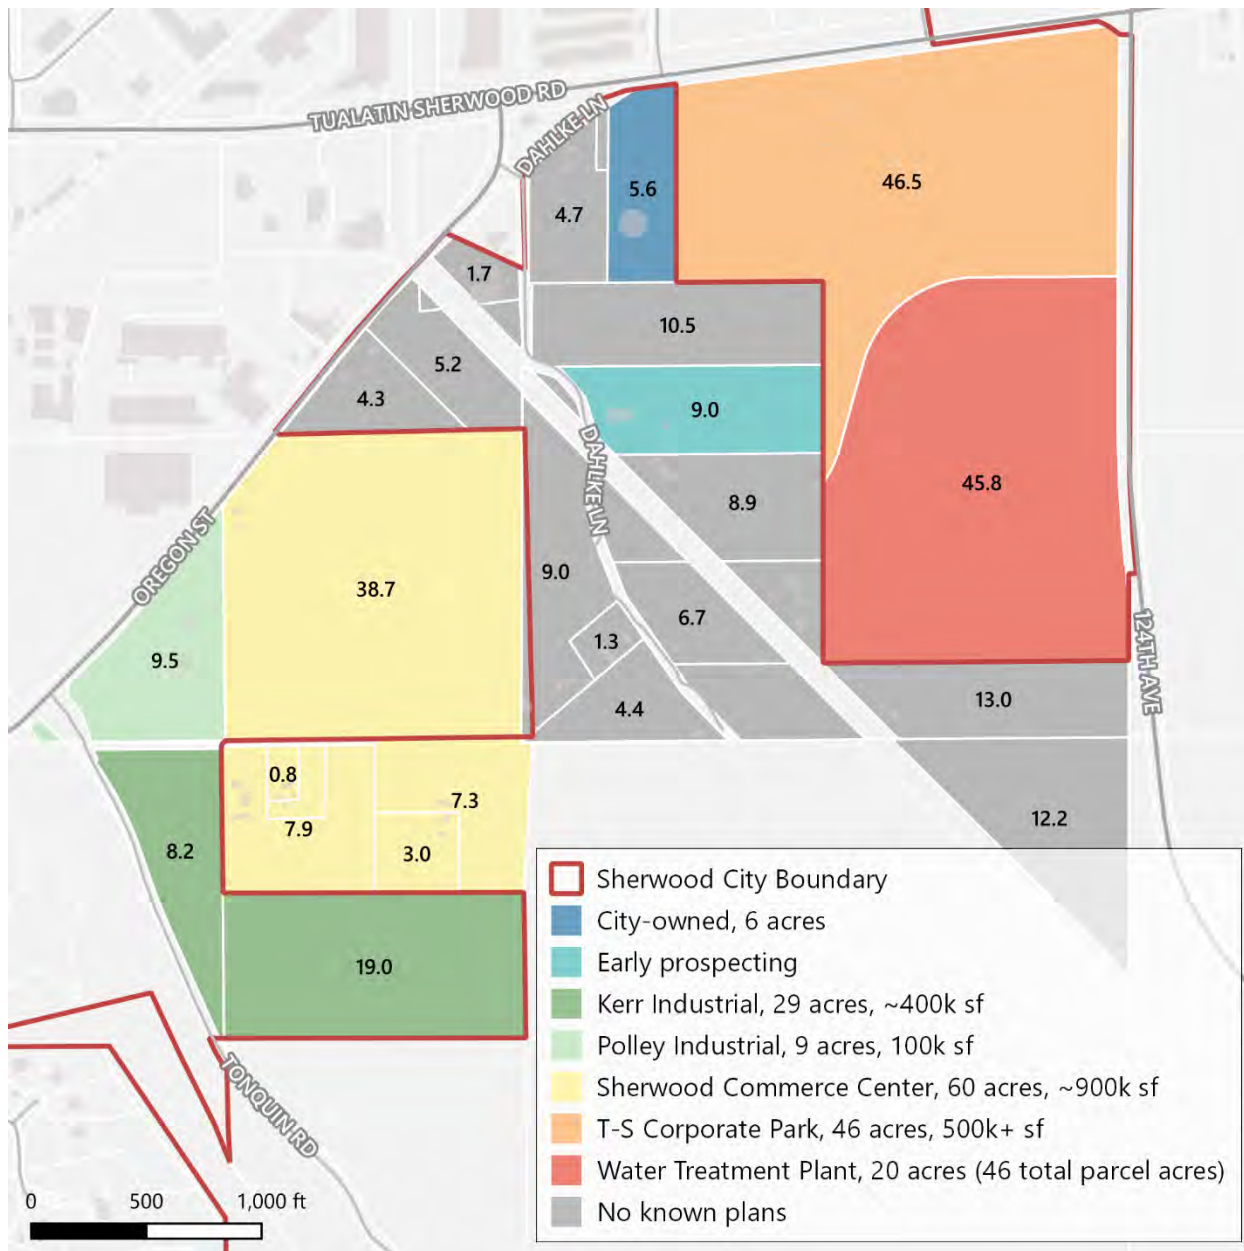 TUALATIN SHERWOOD RD
DAHLKE LN
5.6
46.5
4.7
1.7
10.5
5.2
4.3
9.0
DAHLKE LN
45.8
8.9
OREGON ST
9.0
38.7
6.7
1.3
9.5
124TH AVE
13.0
4.4
0.8
7.3
7.9
12.2
8.2
3.0
19.0
Sherwood City Boundary
City-owned, 6 acres
Early prospecting
Kerr Industrial, 29 acres, ~400k sf
Polley Industrial, 9 acres, 100k sf
Sherwood Commerce Center, 60 acres, ~900k sf
T-S Corporate Park, 46 acres, 500k+ sf
Water Treatment Plant, 20 acres (46 total parcel acres)
No known plans
TONQUIN RD
0 500 1,000 ft